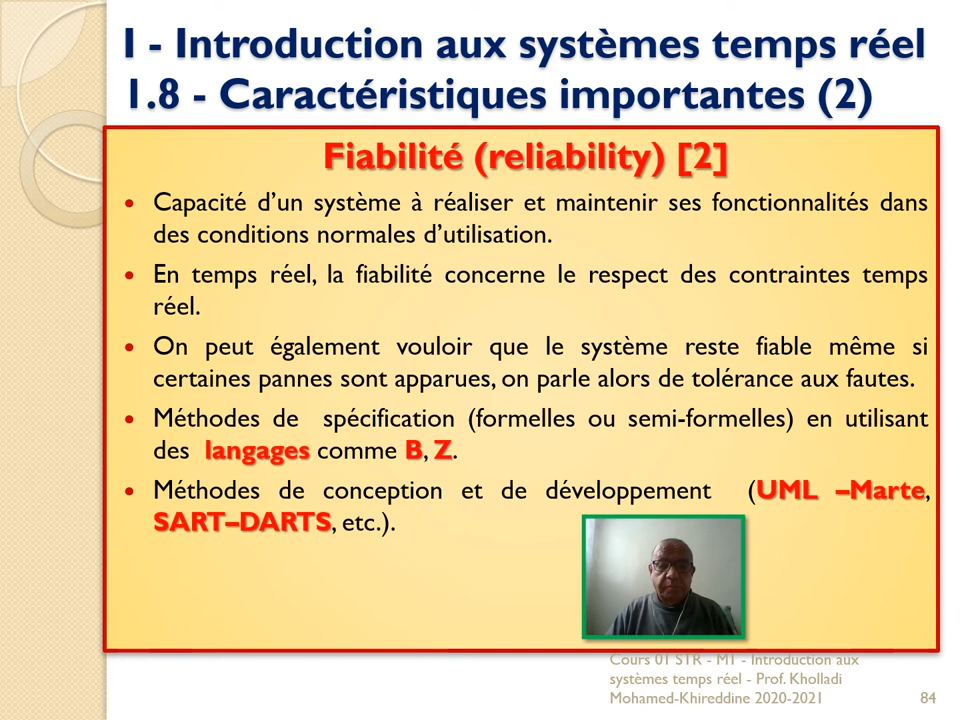 I - Introduction aux systèmes temps réel
1.8 - Caractéristiques importantes (2)
Fiabilité (reliability) [2]
• Capacité d’un système à réaliser et maintenir ses fonctionnalités dans
des conditions normales d’utilisation.
• En temps réel, la fiabilité concerne le respect des contraintes temps
réel.
• On peut également vouloir que le système reste fiable même si
certaines pannes sont apparues, on parle alors de tolérance aux fautes.
• Méthodes de spécification (formelles ou semi-formelles) en utilisant
des langages comme B, Z.
• Méthodes de conception et de développement (UML –Marte,
SART–DARTS, etc.).
Cours 01 STR - M1 - Introduction aux
systèmes temps réel - Prof. Kholladi
Mohamed-Khireddine 2020-2021
84